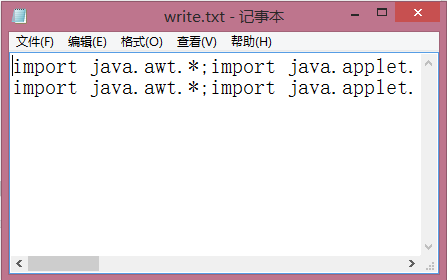 write.txt - 记事本
文件(F) 编辑(E) 格式(O) 查看(V) 帮助(H)
import java.awt.*;import java.applet.
import java.awt.*;import java.applet.